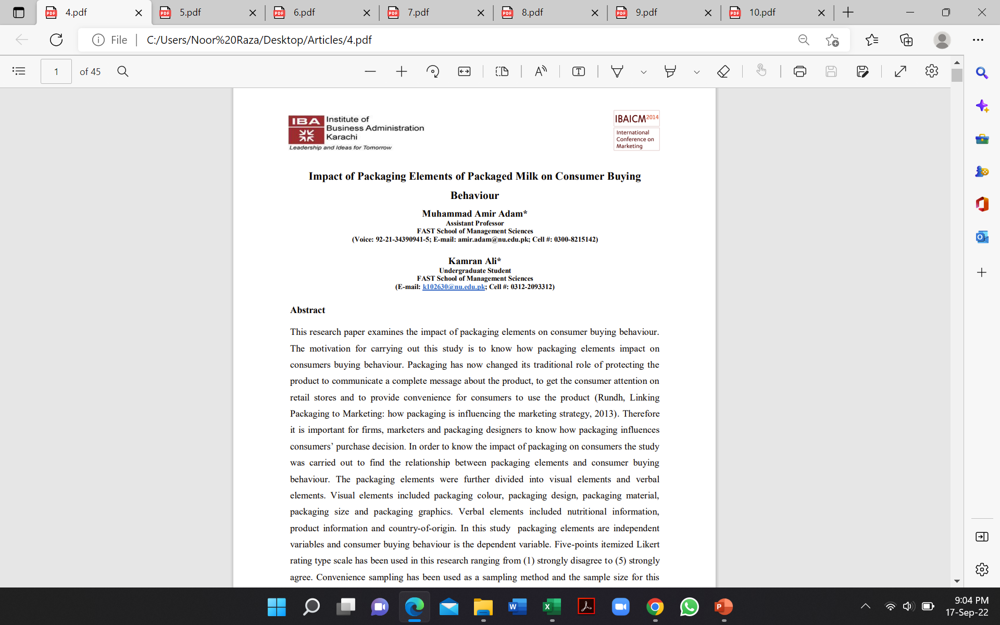 4.pdf
5.pdf
6.pdf
7.pdf
8.pdf
9.pdf
10.pdf
File
C:/Users/Noor%20Raza/Desktop/Articles/4.pdf
1 of 45
IBA Institute of
Business Administration
Karachi
Leadership and Ideas for Tomorrow
IBAICM2014
International
Conference on
Marketing
Impact of Packaging Elements of Packaged Milk on Consumer Buying
Behaviour
Muhammad Amir Adam*
Assistant Professor
FAST School of Management Sciences
(Voice: 92-21-34390941-5; E-mail: amir.adam@nu.edu.pk; Cell #: 0300-8215142)
Kamran Ali*
Undergraduate Student
FAST School of Management Sciences
(E-mail: k102630@nu.edu.pk; Cell #: 0312-2093312)
Abstract
This research paper examines the impact of packaging elements on consumer buying behaviour.
The motivation for carrying out this study is to know how packaging elements impact on
consumers buying behaviour. Packaging has now changed its traditional role of protecting the
product to communicate a complete message about the product, to get the consumer attention on
retail stores and to provide convenience for consumers to use the product (Rundh, Linking
Packaging to Marketing: how packaging is influencing the marketing strategy, 2013). Therefore
it is important for firms, marketers and packaging designers to know how packaging influences
consumers’ purchase decision. In order to know the impact of packaging on consumers the study
was carried out to find the relationship between packaging elements and consumer buying
behaviour. The packaging elements were further divided into visual elements and verbal
elements. Visual elements included packaging colour, packaging design, packaging material,
packaging size and packaging graphics. Verbal elements included nutritional information,
product information and country-of-origin. In this study packaging elements are independent
variables and consumer buying behaviour is the dependent variable. Five-points itemized Likert
rating type scale has been used in this research ranging from (1) strongly disagree to (5) strongly
agree. Convenience sampling has been used as a sampling method and the sample size for this
9:04 PM
17-Sep-22